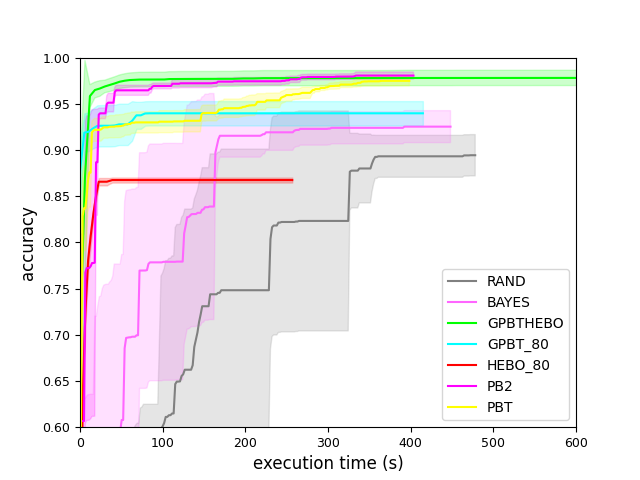 1.00
0.95
0.90
0.85
0.80
0.75
0.70
0.65
0.60
accuracy
0 100 200 300 400 500 600
execution time (s)
RAND
BAYES
GPBTHEBO
GPBT_80
HEBO_80
PB2
PBT